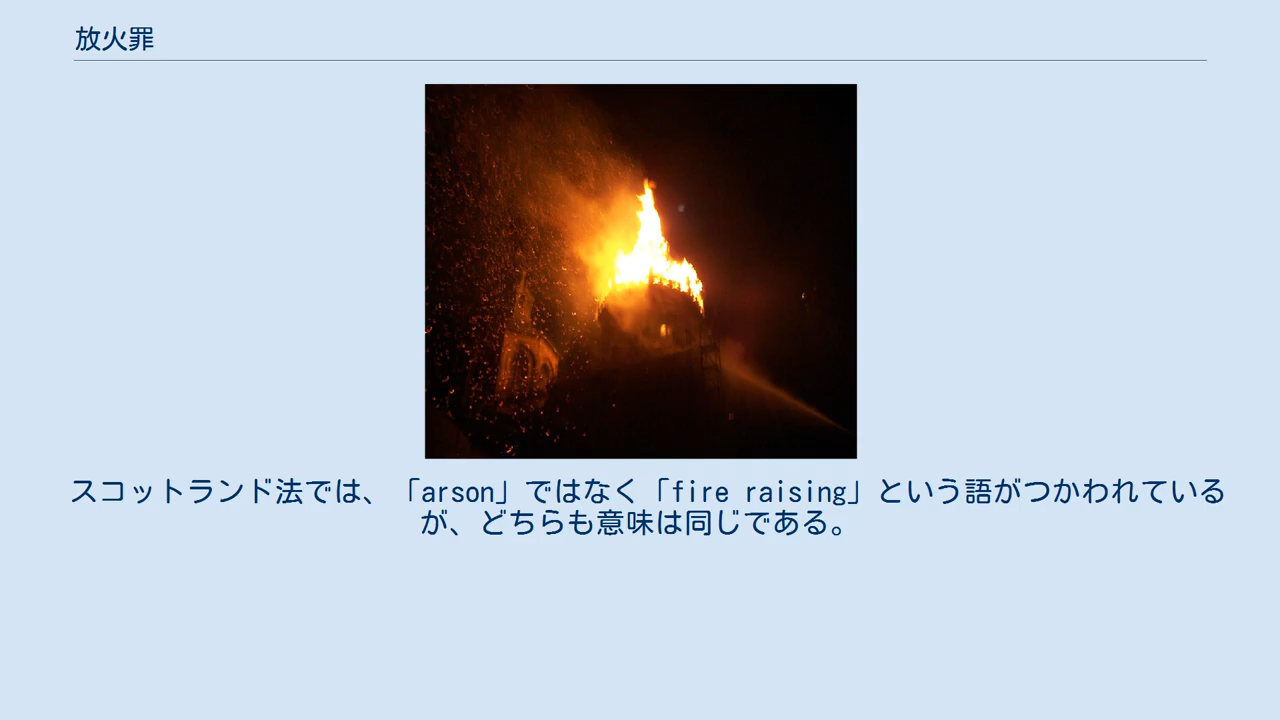 放火罪
スコットランド法では、「arson」ではなく「fire raising」という語がつかわれている
が、どちらも意味は同じである。